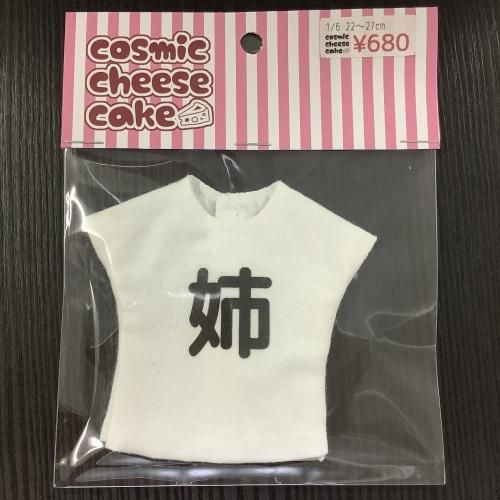 cosmic
cheese
cake
1/6 22～27cm
cosmic
cheese
cake
¥680
姉